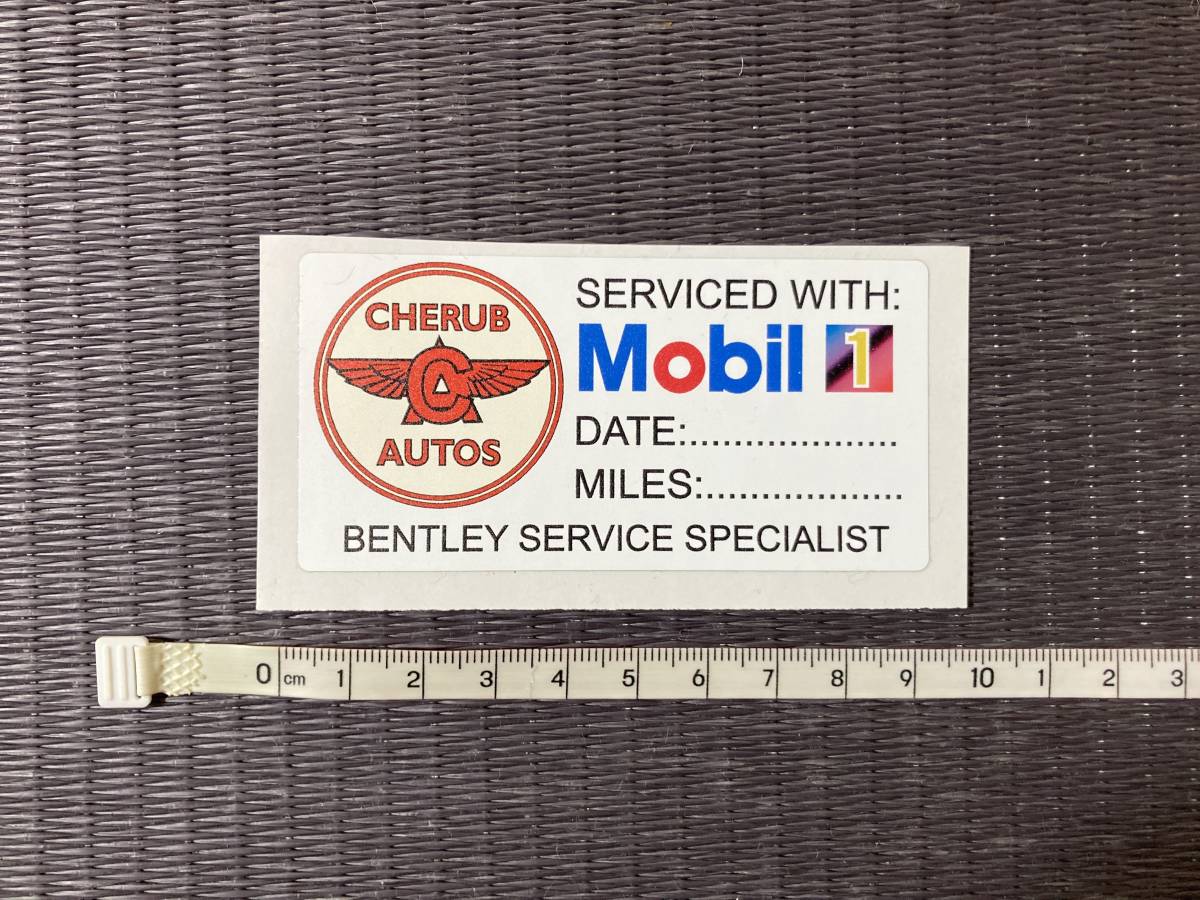 CHERUB
CA
AUTOS
SERVICED WITH:
Mobil 1
DATE:...................
MILES:..................
BENTLEY SERVICE SPECIALIST
0 cm 1 2 3 4 5 6 7 8 9 10 1 2 3